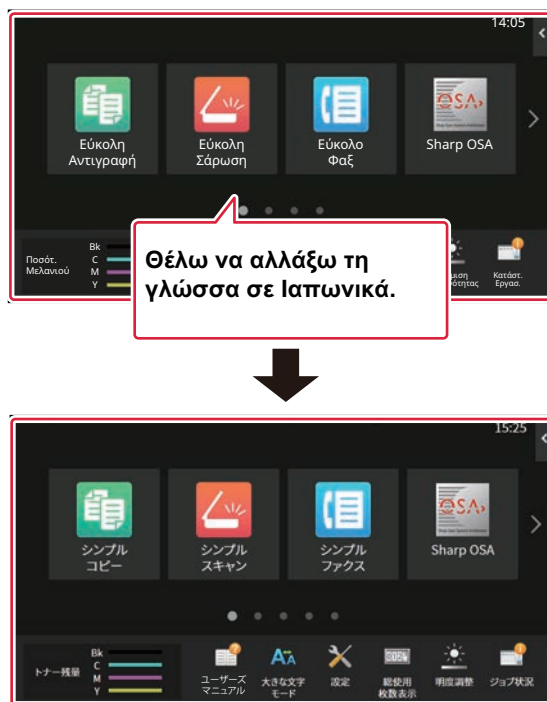 14:05
Εύκολη
Αντιγραφή
Εύκολη
Σάρωση
Εύκολο
Φαξ
Sharp OSA
Ποσότ.
Μελανιού
Bk
C
M
Y
Θέλω να αλλάξω τη
γλώσσα σε Ιαπωνικά.
Κατάστ.
Εργασ.
15:25
シンプル
コピー
シンプル
スキャン
シンプル
ファクス
Sharp OSA
トナー残量
Bk
C
M
Y
ユーザーズ
マニュアル
大きな文字
モード
設定
総使用
枚数表示
明度調整
ジョブ状況